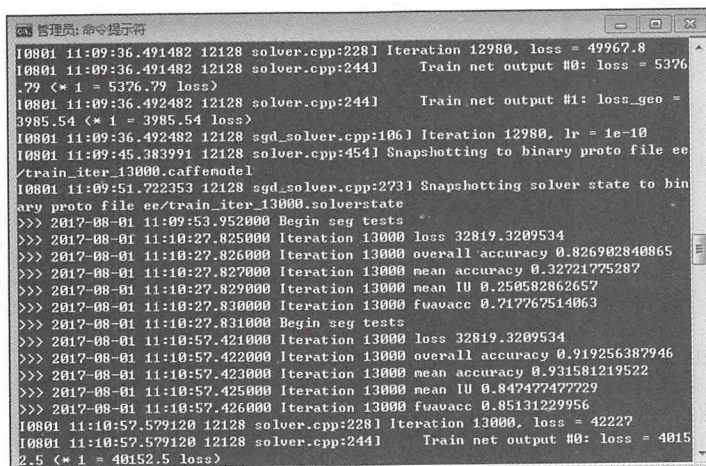 管理员: 命令提示符
I0801 11:09:36.491482 12128 solver.cpp:228] Iteration 12980, loss = 49967.8
I0801 11:09:36.491482 12128 solver.cpp:244]     Train net output #0: loss = 5376
.79 (* 1 = 5376.79 loss)
I0801 11:09:36.492482 12128 solver.cpp:244]     Train net output #1: loss_geo =
3985.54 (* 1 = 3985.54 loss)
I0801 11:09:36.492482 12128 sgd_solver.cpp:106] Iteration 12980, lr = 1e-10
I0801 11:09:45.383991 12128 solver.cpp:454] Snapshotting to binary proto file ee
/train_iter_13000.caffemodel
I0801 11:09:51.722353 12128 sgd_solver.cpp:273] Snapshotting solver state to bin
ary proto file ee/train_iter_13000.solverstate
>>> 2017-08-01 11:09:53.952000 Begin seg tests
>>> 2017-08-01 11:10:27.825000 Iteration 13000 loss 32819.3209534
>>> 2017-08-01 11:10:27.826000 Iteration 13000 overall accuracy 0.826902840865
>>> 2017-08-01 11:10:27.827000 Iteration 13000 mean accuracy 0.32721775287
>>> 2017-08-01 11:10:27.829000 Iteration 13000 mean IU 0.250582862657
>>> 2017-08-01 11:10:27.830000 Iteration 13000 fwavacc 0.717767514063
>>> 2017-08-01 11:10:27.831000 Begin seg tests
>>> 2017-08-01 11:10:57.421000 Iteration 13000 loss 32819.3209534
>>> 2017-08-01 11:10:57.422000 Iteration 13000 overall accuracy 0.919256387946
>>> 2017-08-01 11:10:57.423000 Iteration 13000 mean accuracy 0.931581219522
>>> 2017-08-01 11:10:57.425000 Iteration 13000 mean IU 0.847477477729
>>> 2017-08-01 11:10:57.426000 Iteration 13000 fwavacc 0.85131229956
I0801 11:10:57.579120 12128 solver.cpp:228] Iteration 13000, loss = 42227
I0801 11:10:57.579120 12128 solver.cpp:244]     Train net output #0: loss = 4015
2.5 (* 1 = 40152.5 loss)